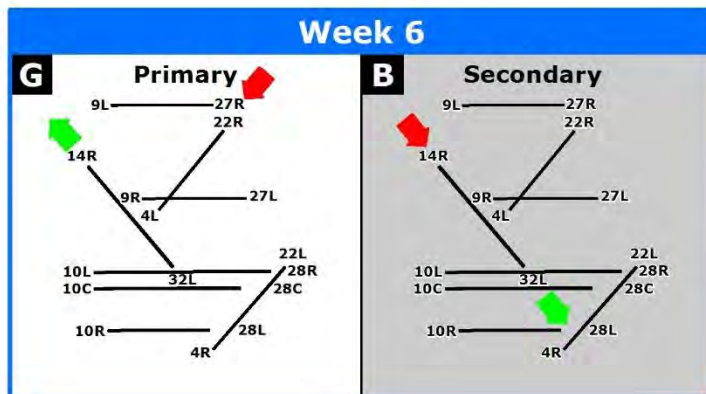 Week 6
G Primary
9L 27R
22R
14R
9R 27L
4L
22L
10L 28R
32L
10C 28C
10R 28L
4R
B Secondary
9L 27R
22R
14R
9R 27L
4L
22L
10L 28R
32L
10C 28C
10R 28L
4R